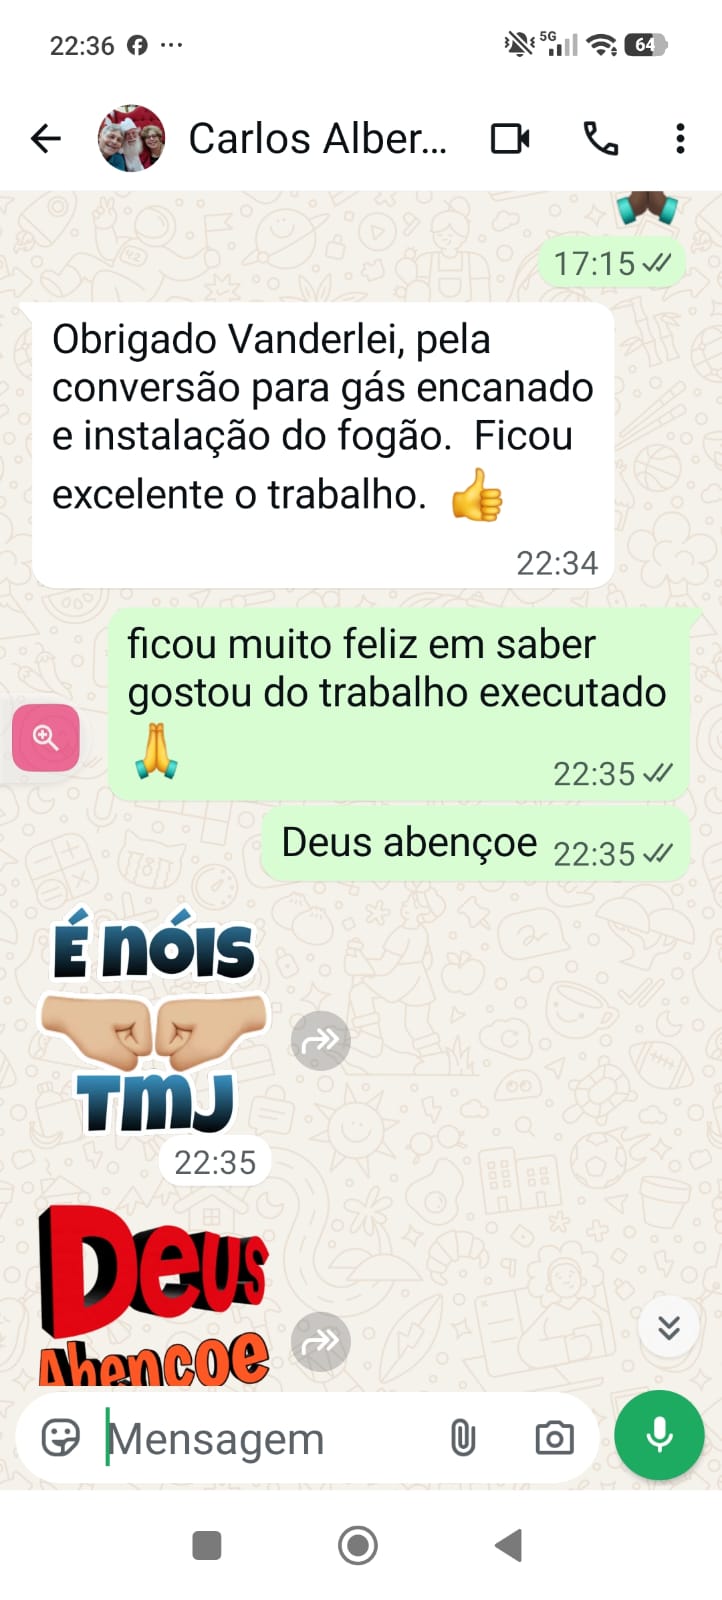 22:36
5G
64
Carlos Alber...
17:15
Obrigado Vanderlei, pela
conversão para gás encanado
e instalação do fogão. Ficou
excelente o trabalho.
22:34
ficou muito feliz em saber
gostou do trabalho executado
22:35
Deus abençoe 22:35
É NÓIS
TMJ
22:35
Deus
Abençoe
Mensagem